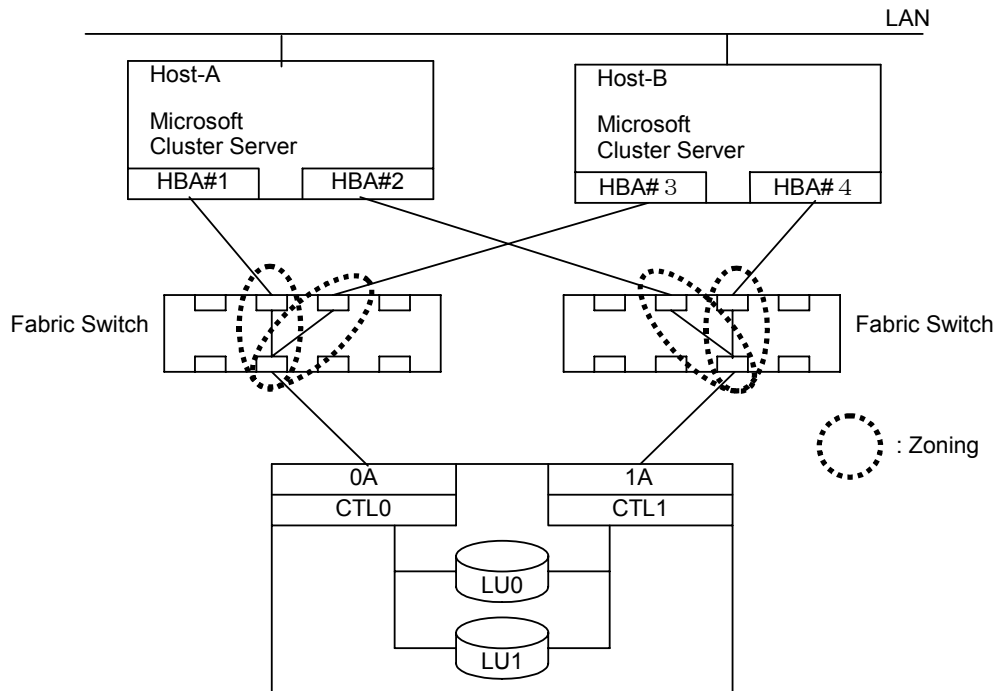 LAN
Host-A
Microsoft
Cluster Server
HBA#1
HBA#2
Host-B
Microsoft
Cluster Server
HBA#３
HBA#４
Fabric Switch
Fabric Switch
: Zoning
0A
1A
CTL0
CTL1
LU0
LU1